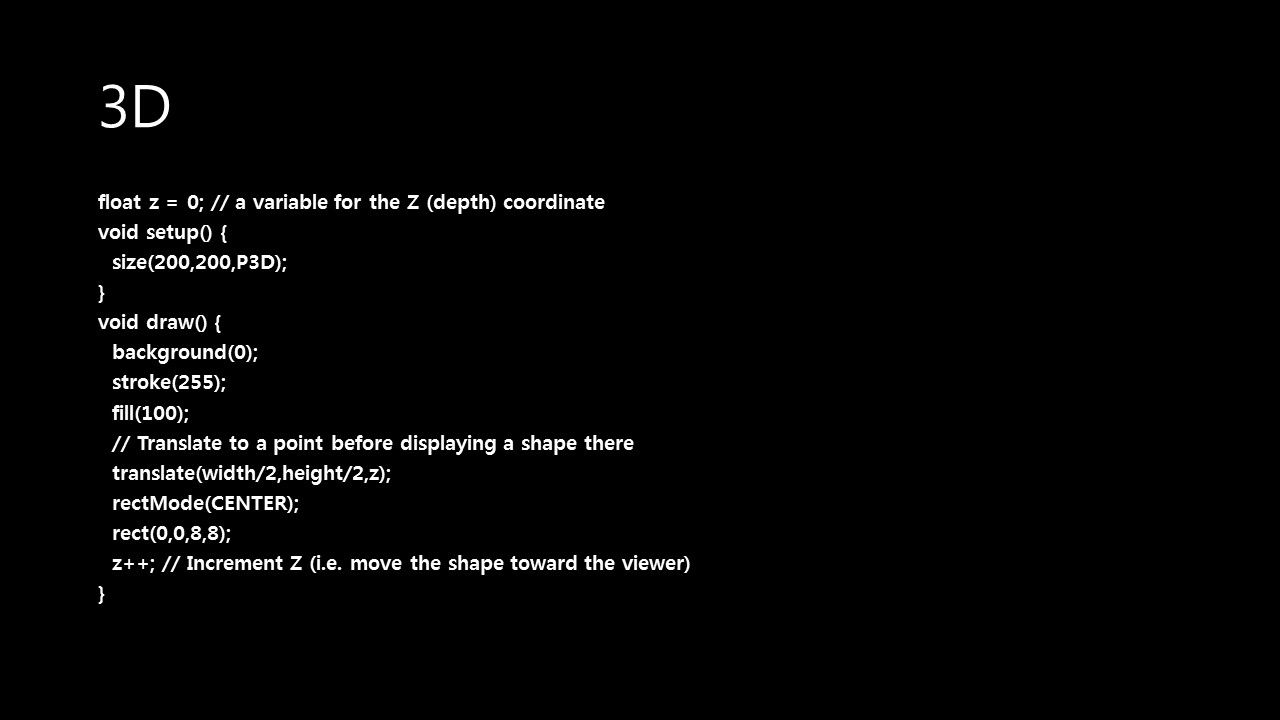 3D
float z = 0; // a variable for the Z (depth) coordinate
void setup() {
size(200,200,P3D);
}
void draw() {
background(0);
stroke(255);
fill(100);
// Translate to a point before displaying a shape there
translate(width/2,height/2,z);
rectMode(CENTER);
rect(0,0,8,8);
z++; // Increment Z (i.e. move the shape toward the viewer)
}